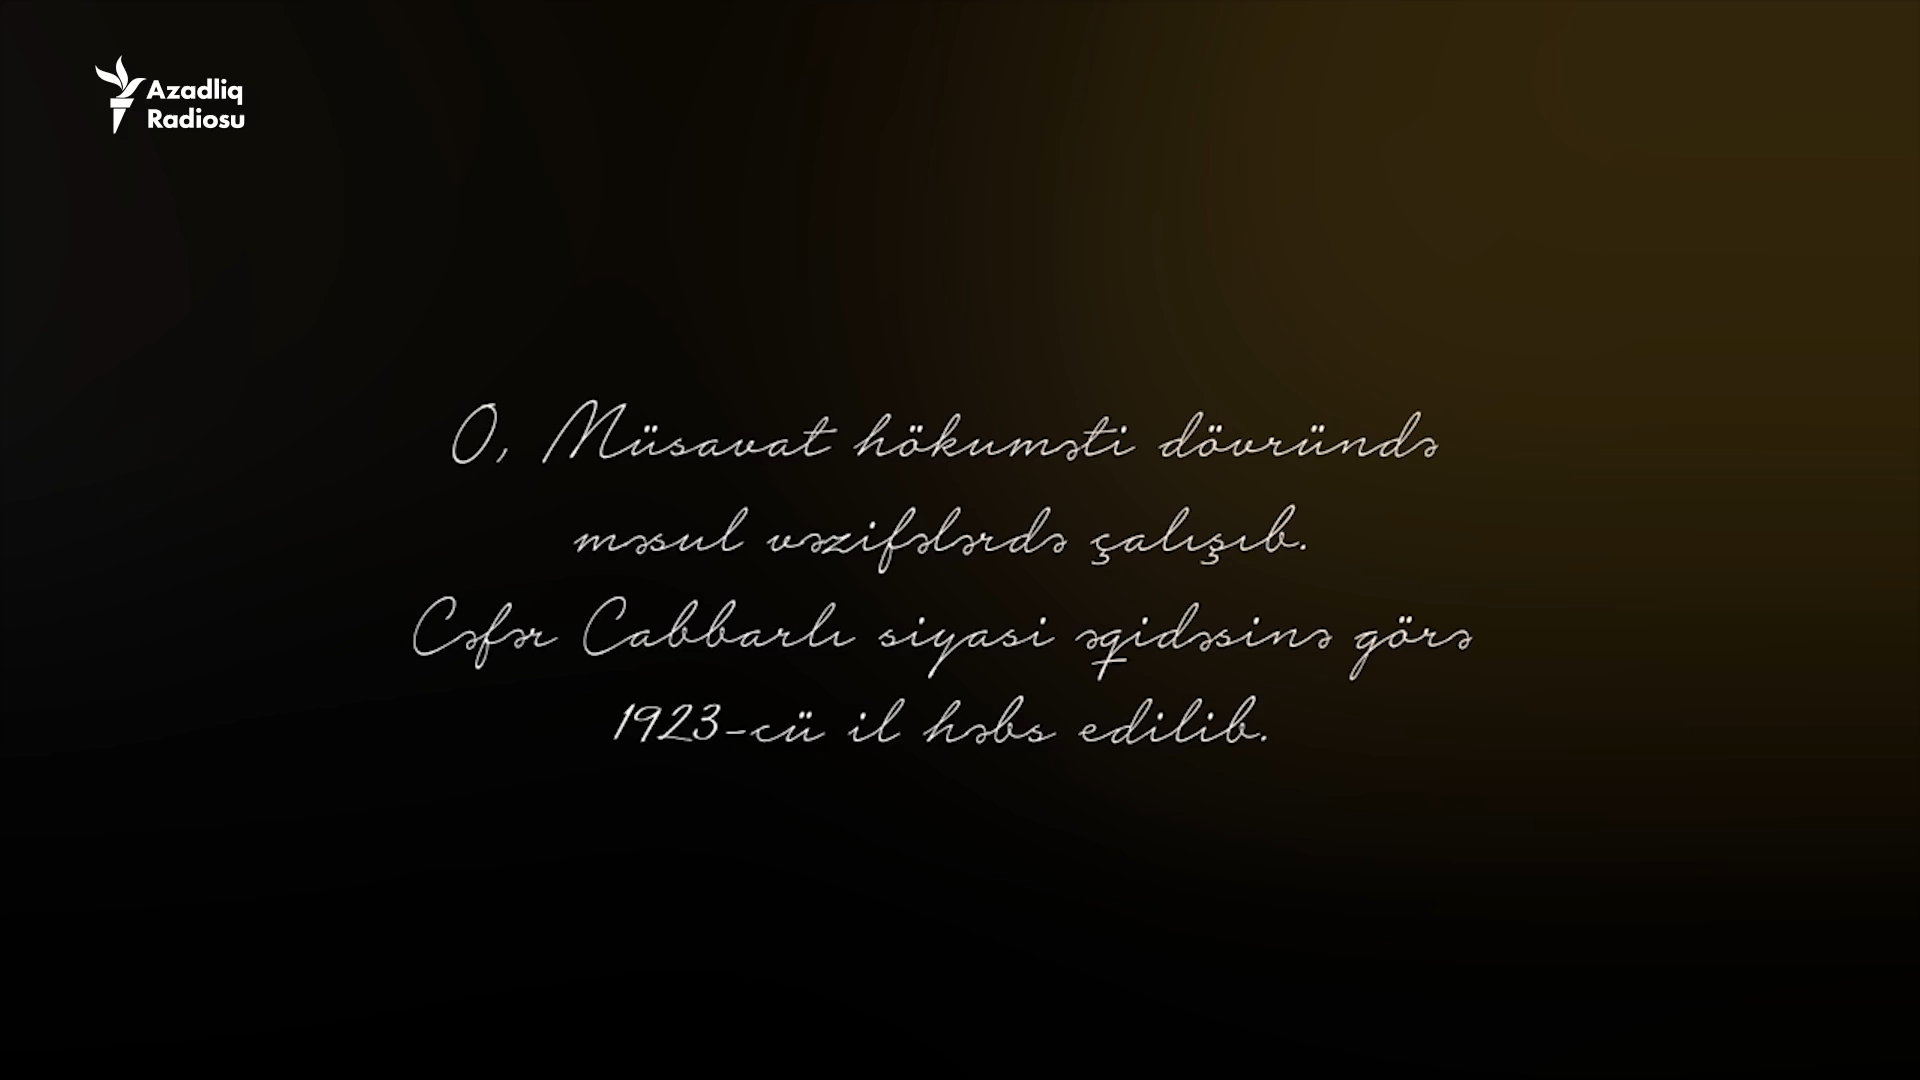 Azadliq
Radiosu
O, Müsavat hökuməti dövründə
məsul vəzifələrdə çalışıb.
Cəfər Cabbarlı siyasi əqidəsinə görə
1923-cü il həbs edilib.